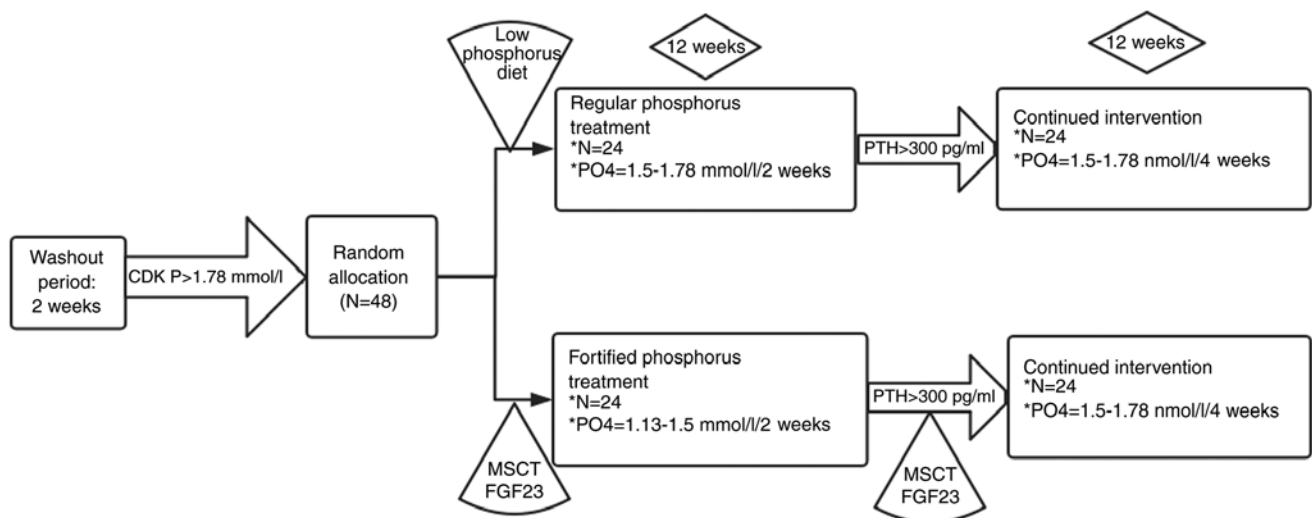 Low
phosphorus
diet
12 weeks
12 weeks
Regular phosphorus
treatment
*N=24
*PO4=1.5-1.78 mmol/l/2 weeks
PTH>300 pg/ml
Continued intervention
*N=24
*PO4=1.5-1.78 nmol/l/4 weeks
Washout
period:
2 weeks
CDK P>1.78 mmol/l
Random
allocation
(N=48)
Fortified phosphorus
treatment
*N=24
*PO4=1.13-1.5 mmol/l/2 weeks
PTH>300 pg/ml
Continued intervention
*N=24
*PO4=1.5-1.78 nmol/l/4 weeks
MSCT
FGF23
MSCT
FGF23